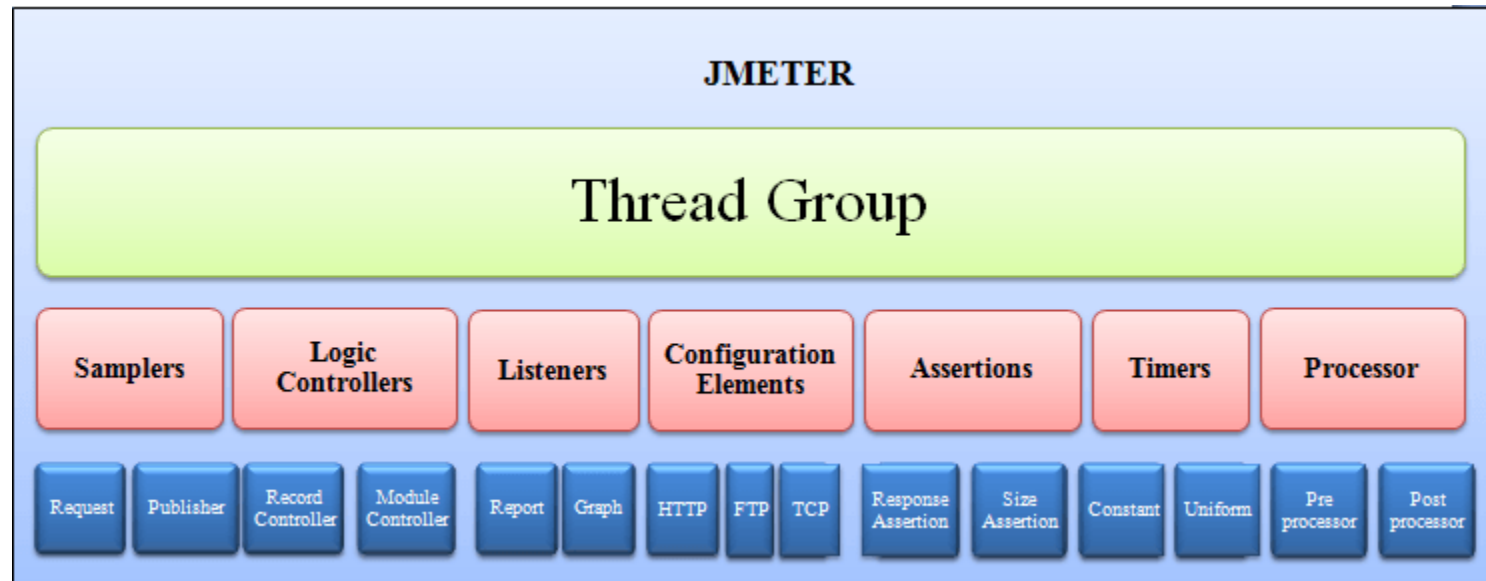 JMETER
Thread Group
Samplers
Logic
Controllers
Listeners
Configuration
Elements
Assertions
Timers
Processor
Request
Publisher
Record
Controller
Module
Controller
Report
Graph
HTTP
FTP
TCP
Response
Assertion
Size
Assertion
Constant
Uniform
Pre
processor
Post
processor